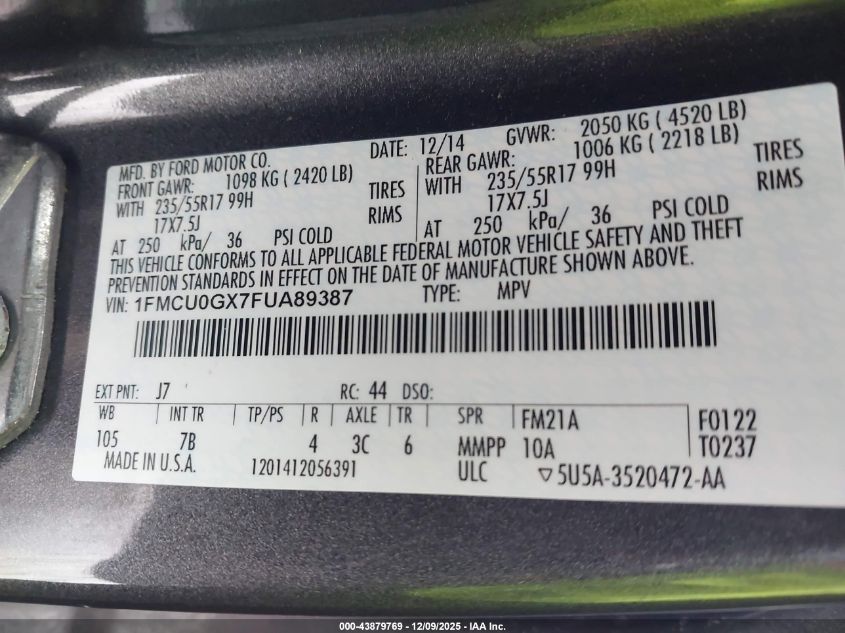 MFD. BY FORD MOTOR CO. DATE: 12/14 GVWR: 2050 KG ( 4520 LB)
FRONT GAWR: 1098 KG ( 2420 LB) REAR GAWR: 1006 KG ( 2218 LB)
WITH 235/55R17 99H TIRES WITH 235/55R17 99H TIRES
17X7.5J RIMS 17X7.5J RIMS
AT 250 kPa/ 36 PSI COLD AT 250 kPa/ 36 PSI COLD
THIS VEHICLE CONFORMS TO ALL APPLICABLE FEDERAL MOTOR VEHICLE SAFETY AND THEFT
PREVENTION STANDARDS IN EFFECT ON THE DATE OF MANUFACTURE SHOWN ABOVE.
VIN: 1FMCU0GX7FUA89387 TYPE: MPV
EXT PNT: J7 RC: 44 DSO:
WB INT TR TP/PS R AXLE TR SPR FM21A F0122
105 7B 4 3C 6 MMPP 10A T0237
MADE IN U.S.A. 1201412056391 ULC ▽5U5A-3520472-AA
000-43879769 - 12/09/2025 - IAA Inc.